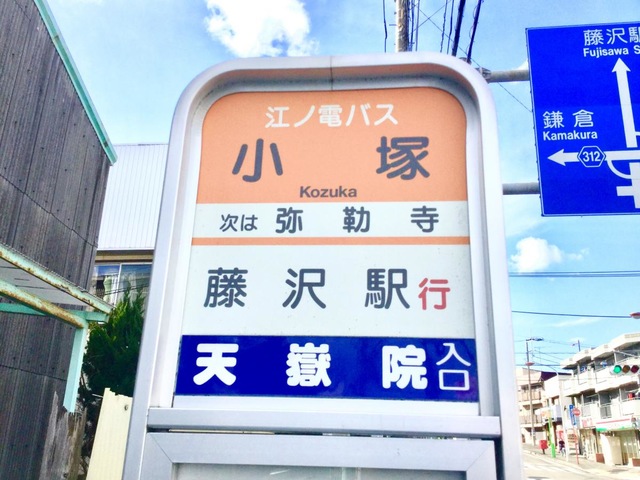 江ノ電バス
小塚
Kozuka
次は 弥勒寺
藤沢駅行
天嶽院入口
藤沢駅
Fujisawa S
鎌倉
Kamakura
312